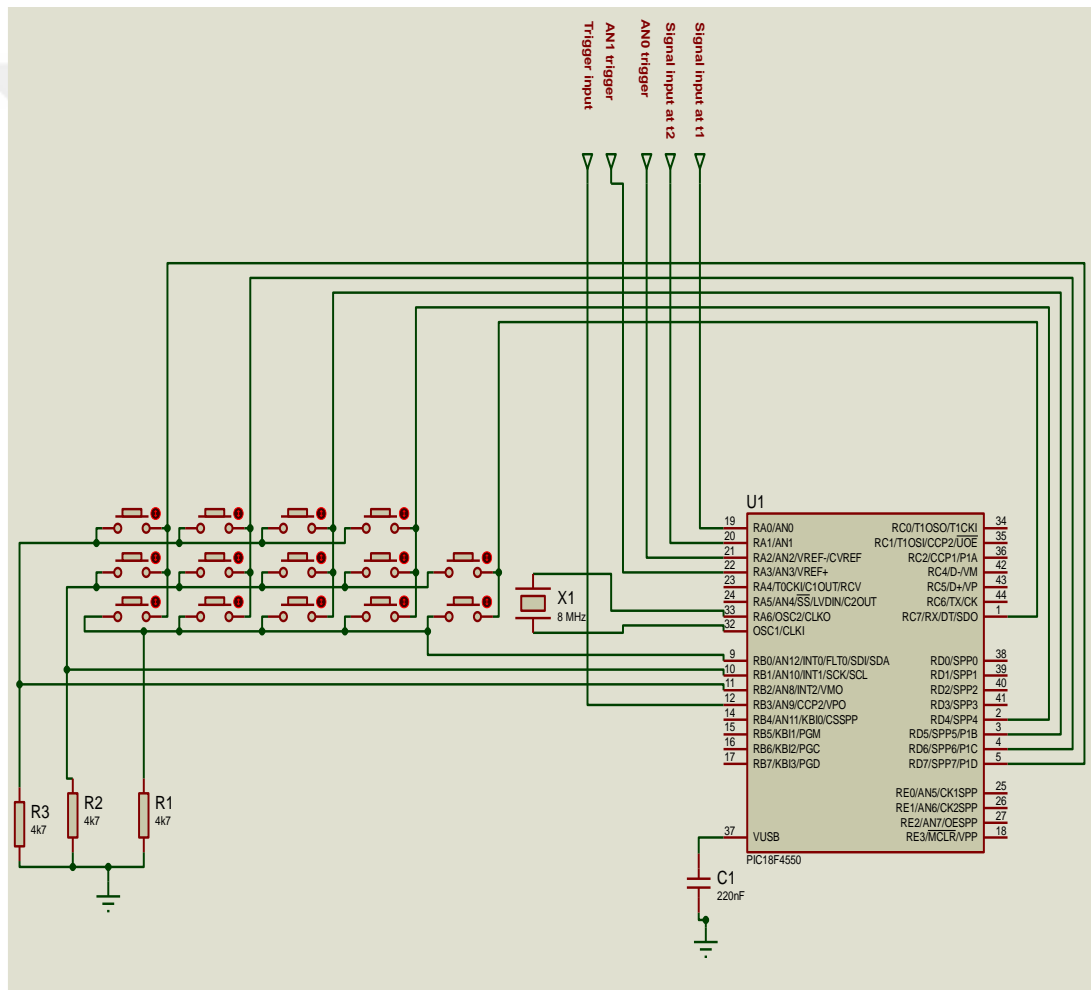 Trigger input
AN1 trigger
AN0 trigger
Signal input at t2
Signal input at t1
U1
19 RA0/AN0 RC0/T1OSO/T1CKI 34
20 RA1/AN1 RC1/T1OSI/CCP2/UOE 35
21 RA2/AN2/VREF-/CVREF RC2/CCP1/P1A 36
22 RA3/AN3/VREF+ RC4/D-/VM 42
23 RA4/T0CKI/C1OUT/RCV RC5/D+/VP 43
24 RA5/AN4/SS/LVDIN/C2OUT RC6/TX/CK 44
33 RA6/OSC2/CLKO RC7/RX/DT/SDO 1
32 OSC1/CLKI
X1
8 MHz
9 RB0/AN12/INT0/FLT0/SDI/SDA RD0/SPP0 38
10 RB1/AN10/INT1/SCK/SCL RD1/SPP1 39
11 RB2/AN8/INT2/VMO RD2/SPP2 40
12 RB3/AN9/CCP2/VPO RD3/SPP3 41
14 RB4/AN11/KBI0/CSSPP RD4/SPP4 2
15 RB5/KBI1/PGM RD5/SPP5/P1B 3
16 RB6/KBI2/PGC RD6/SPP6/P1C 4
17 RB7/KBI3/PGD RD7/SPP7/P1D 5
RE0/AN5/CK1SPP 25
RE1/AN6/CK2SPP 26
RE2/AN7/OESPP 27
37 VUSB RE3/MCLR/VPP 18
PIC18F4550
R3
4k7
R2
4k7
R1
4k7
C1
220nF